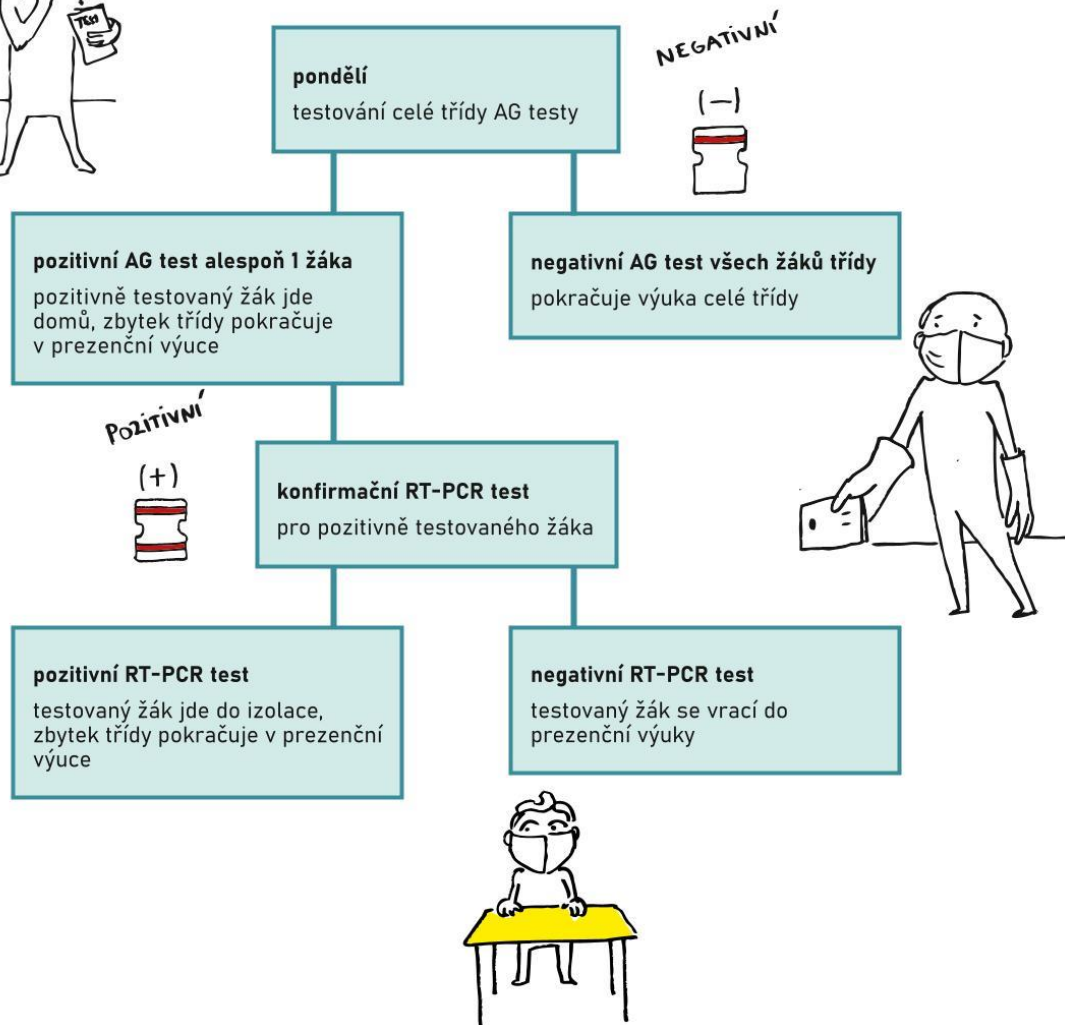 TEST
pondělí
testování celé třídy AG testy
NEGATIVNÍ
(-)
pozitivní AG test alespoň 1 žáka
pozitivně testovaný žák jde
domů, zbytek třídy pokračuje
v prezenční výuce
negativní AG test všech žáků třídy
pokračuje výuka celé třídy
POZITIVNÍ
(+)
konfirmační RT-PCR test
pro pozitivně testovaného žáka
pozitivní RT-PCR test
testovaný žák jde do izolace,
zbytek třídy pokračuje v prezenční
výuce
negativní RT-PCR test
testovaný žák se vrací do
prezenční výuky